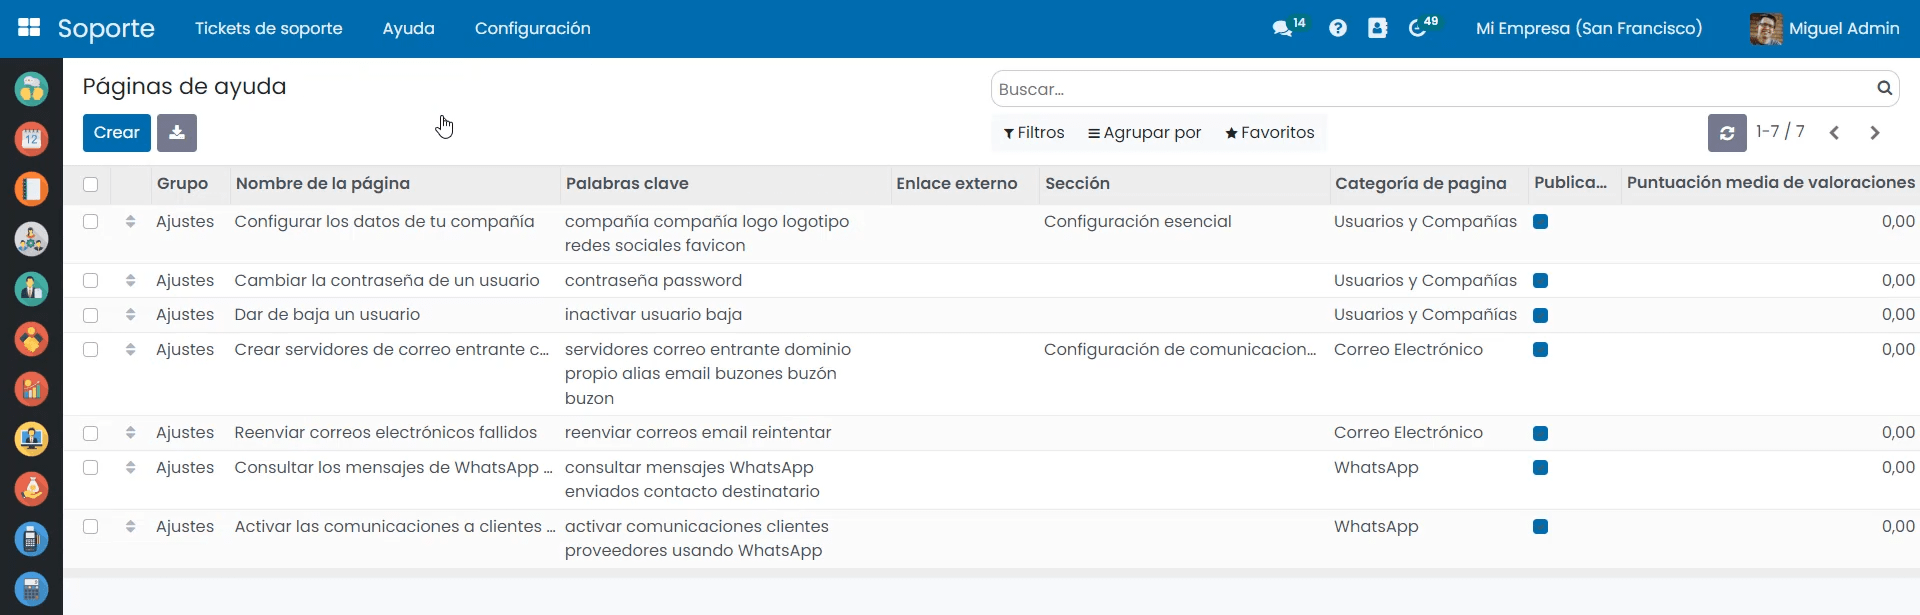 Soporte Tickets de soporte Ayuda Configuración 14 49 Mi Empresa (San Francisco) Miguel Admin
Páginas de ayuda
Buscar...
Crear
Filtros Agrupar por Favoritos
1-7 / 7
12
Grupo Nombre de la página Palabras clave Enlace externo Sección Categoría de pagina Publica... Puntuación media de valoraciones
Ajustes Configurar los datos de tu compañía compañía compañía logo logotipo Configuración esencial Usuarios y Compañías 0,00
redes sociales favicon
Ajustes Cambiar la contraseña de un usuario contraseña password Usuarios y Compañías 0,00
Ajustes Dar de baja un usuario inactivar usuario baja Usuarios y Compañías 0,00
Ajustes Crear servidores de correo entrante c... servidores correo entrante dominio Configuración de comunicacion... Correo Electrónico 0,00
propio alias email buzones buzón
buzon
Ajustes Reenviar correos electrónicos fallidos reenviar correos email reintentar Correo Electrónico 0,00
Ajustes Consultar los mensajes de WhatsApp ... consultar mensajes WhatsApp WhatsApp 0,00
enviados contacto destinatario
Ajustes Activar las comunicaciones a clientes ... activar comunicaciones clientes WhatsApp 0,00
proveedores usando WhatsApp